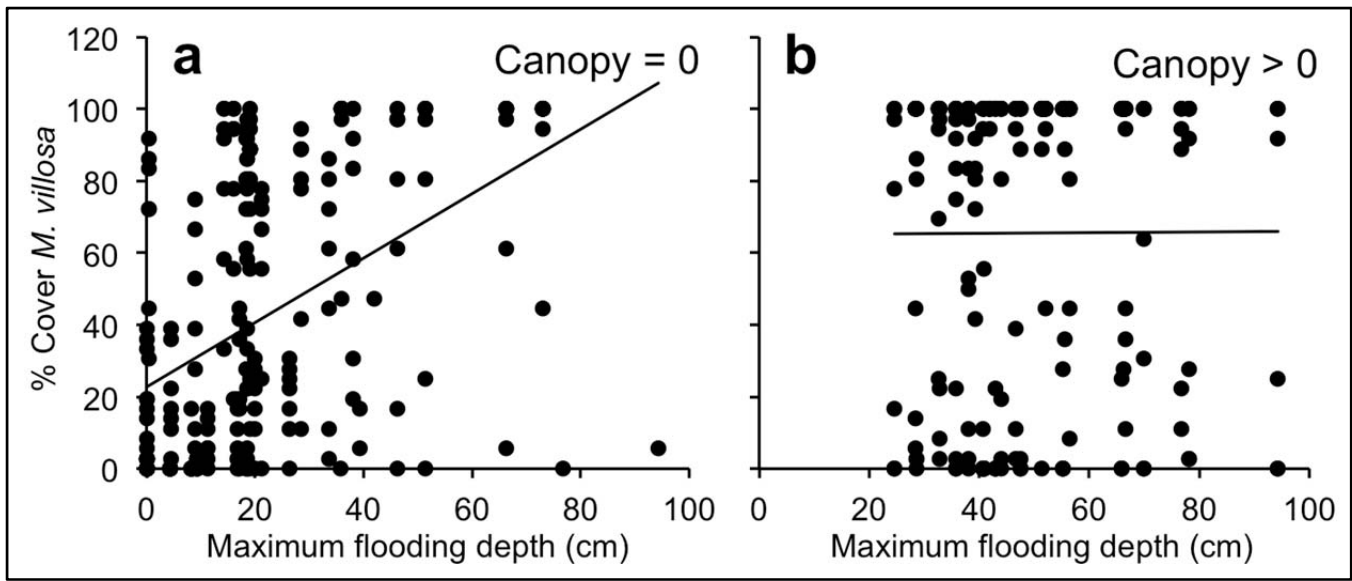 a
Canopy = 0
% Cover M. villosa
120
100
80
60
40
20
0
0 20 40 60 80 100
Maximum flooding depth (cm)
b
Canopy > 0
0 20 40 60 80 100
Maximum flooding depth (cm)